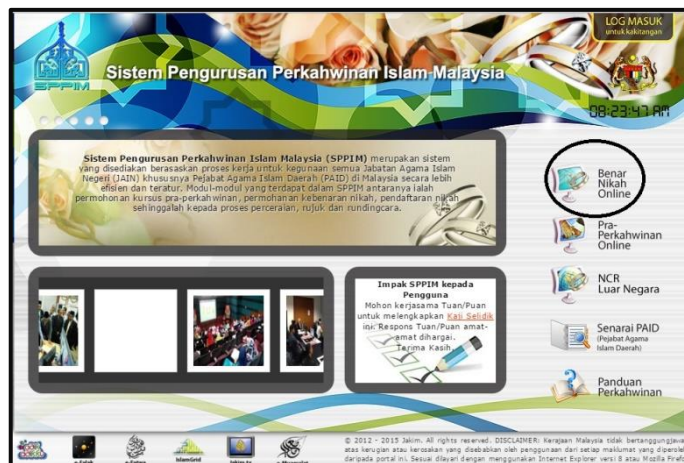 LOG MASUK
untuk kakitangan
SPPIM
Sistem Pengurusan Perkahwinan Islam Malaysia
08:23:47 AM
Sistem Pengurusan Perkahwinan Islam Malaysia (SPPIM) merupakan sistem
yang disediakan berasaskan proses kerja untuk kegunaan semua Jabatan Agama Islam
Negeri (JAIN) khususnya Pejabat Agama Islam Daerah (PAID) di Malaysia secara lebih
efisien dan teratur. Modul-modul yang terdapat dalam SPPIM antaranya ialah
permohonan kursus pra-perkahwinan, permohonan kebenaran nikah, pendaftaran nikah
sehinggalah kepada proses perceraian, rujuk dan rundingcara.
Benar
Nikah
Online
Pra-
Perkahwinan
Online
NCR
Luar Negara
Senarai PAID
(Pejabat Agama
Islam Daerah)
Panduan
Perkahwinan
Impak SPPIM kepada
Pengguna
Mohon kerjasama Tuan/Puan
untuk melengkapkan Kaji Selidik
ini. Respons Tuan/Puan amat-
amat dihargai.
Terima Kasih.
© 2012 - 2015 Jakim. All rights reserved. DISCLAIMER: Kerajaan Malaysia tidak bertanggungjawa
atas kerugian atau kerosakan yang disebabkan oleh penggunaan dari setiap maklumat yang diperole
daripada portal ini. Sesuai dilayari dengan menggunakan Internet Explorer versi 8 atau Mozilla Firefo